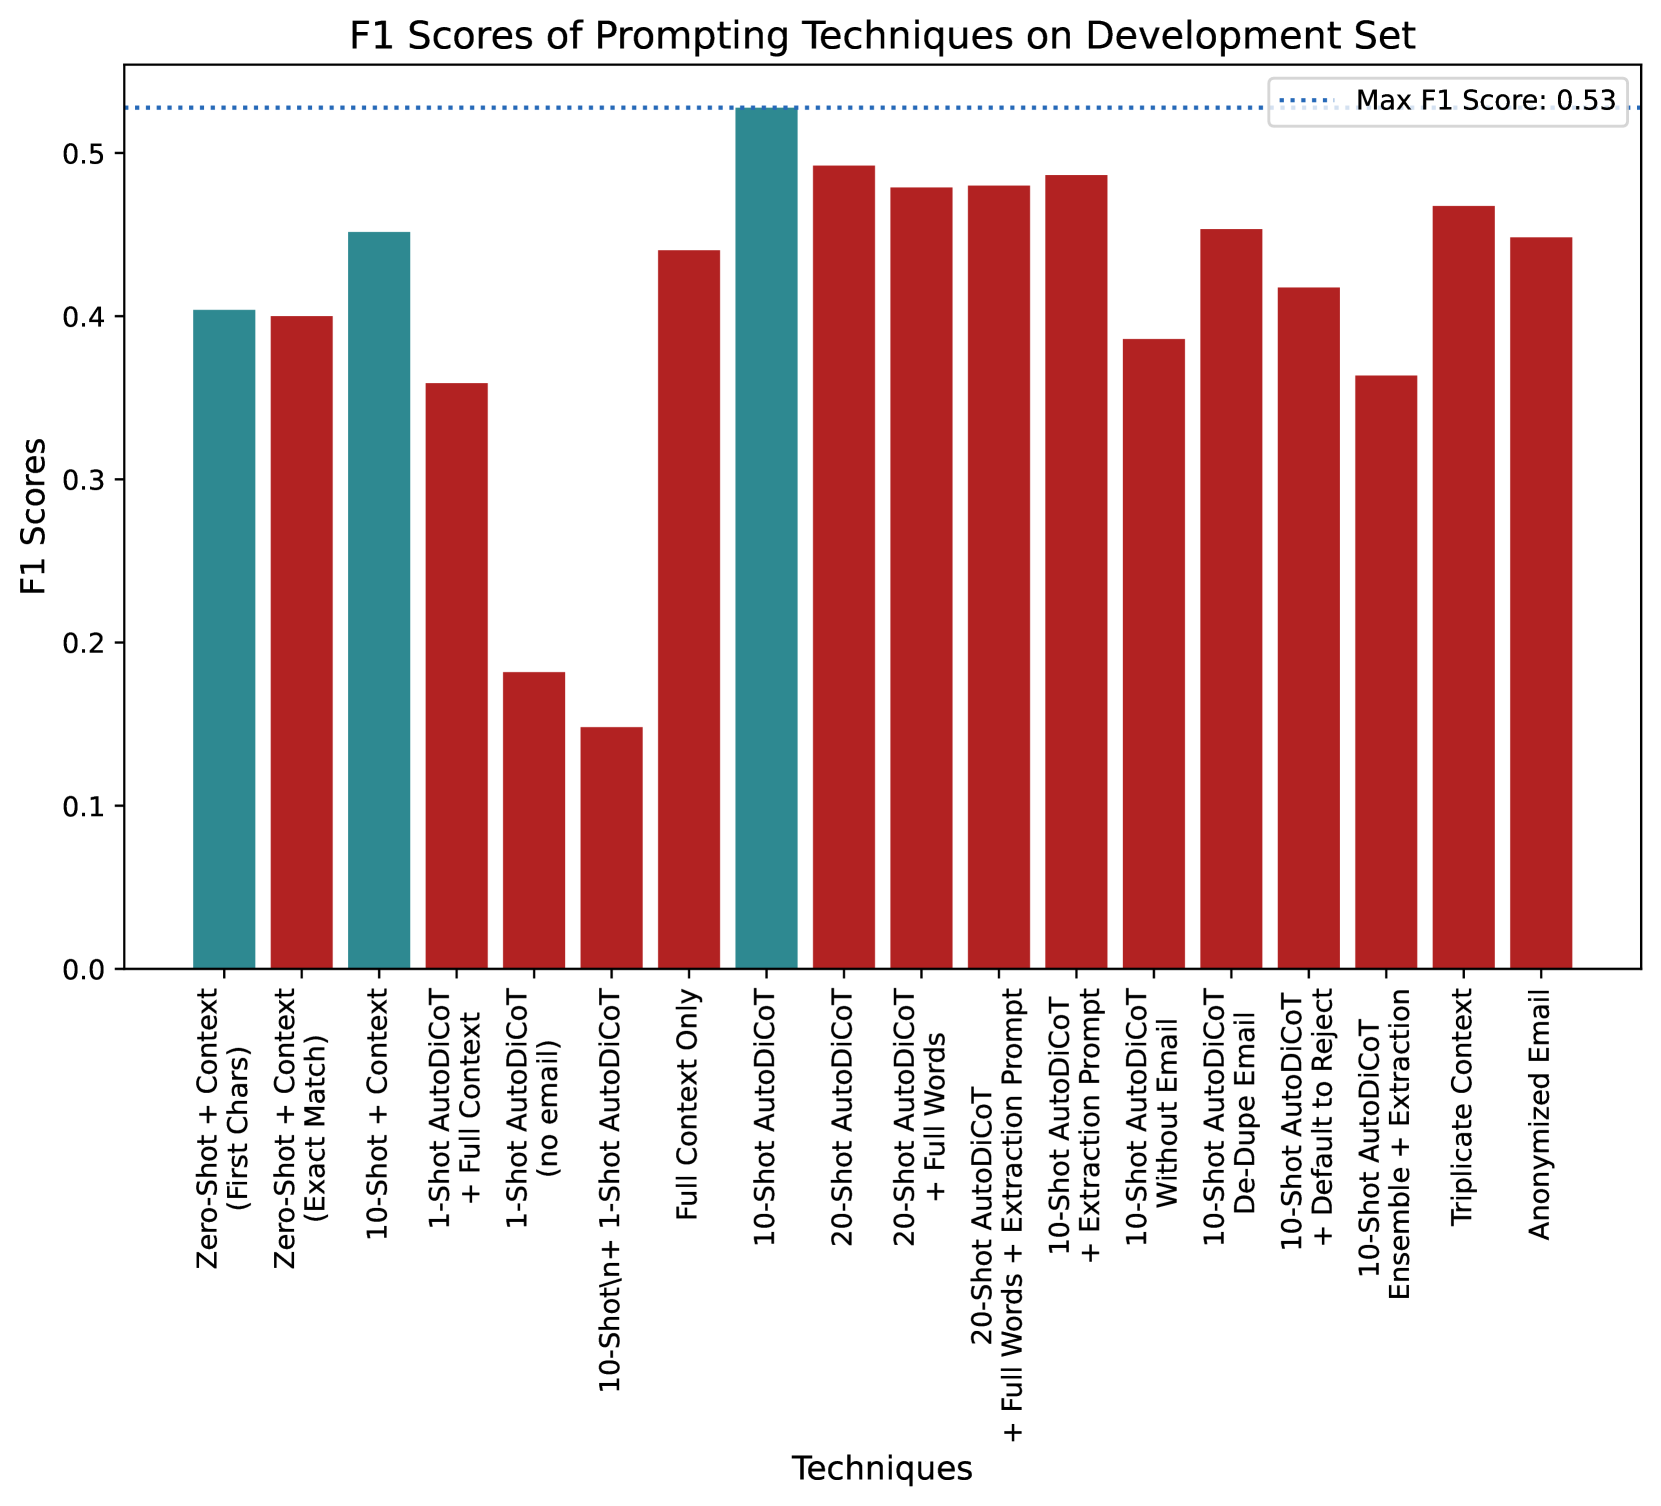 F1 Scores of Prompting Techniques on Development Set
Max F1 Score: 0.53
F1 Scores
0.5
0.4
0.3
0.2
0.1
0.0
Zero-Shot + Context
(First Chars)
Zero-Shot + Context
(Exact Match)
10-Shot + Context
1-Shot AutoDiCoT
+ Full Context
1-Shot AutoDiCoT
(no email)
10-Shot\n+ 1-Shot AutoDiCoT
Full Context Only
10-Shot AutoDiCoT
20-Shot AutoDiCoT
20-Shot AutoDiCoT
+ Full Words
20-Shot AutoDiCoT
+ Full Words + Extraction Prompt
10-Shot AutoDiCoT
+ Extraction Prompt
10-Shot AutoDiCoT
Without Email
10-Shot AutoDiCoT
De-Dupe Email
10-Shot AutoDiCoT
+ Default to Reject
10-Shot AutoDiCoT
Ensemble + Extraction
Triplicate Context
Anonymized Email
Techniques